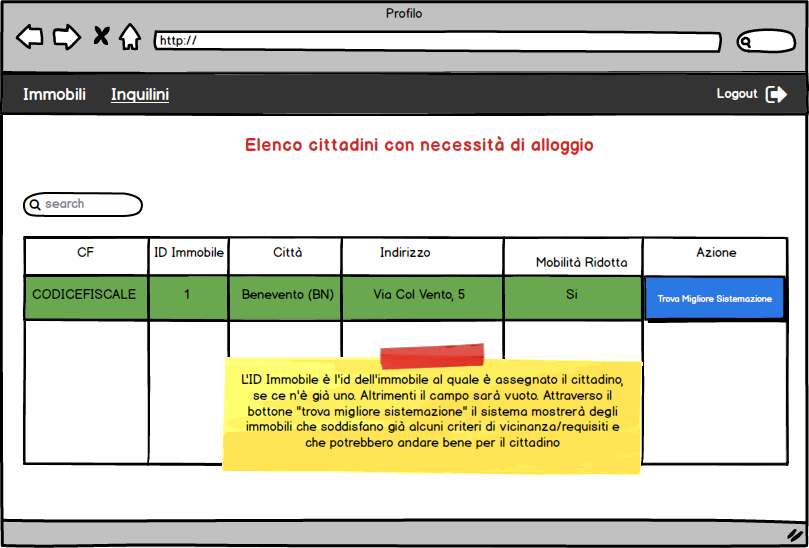 Profilo
http://
Immobili Inquilini Logout
Elenco cittadini con necessità di alloggio
search
CF ID Immobile Città Indirizzo Mobilità Ridotta Azione
CODICEFISCALE 1 Benevento (BN) Via Col Vento, 5 Si Trova Migliore Sistemazione
L'ID Immobile è l'id dell'immobile al quale è assegnato il cittadino,
se ce n'è già uno. Altrimenti il campo sarà vuoto. Attraverso il
bottone "trova migliore sistemazione" il sistema mostrerà degli
immobili che soddisfano già alcuni criteri di vicinanza/requisiti e
che potrebbero andare bene per il cittadino